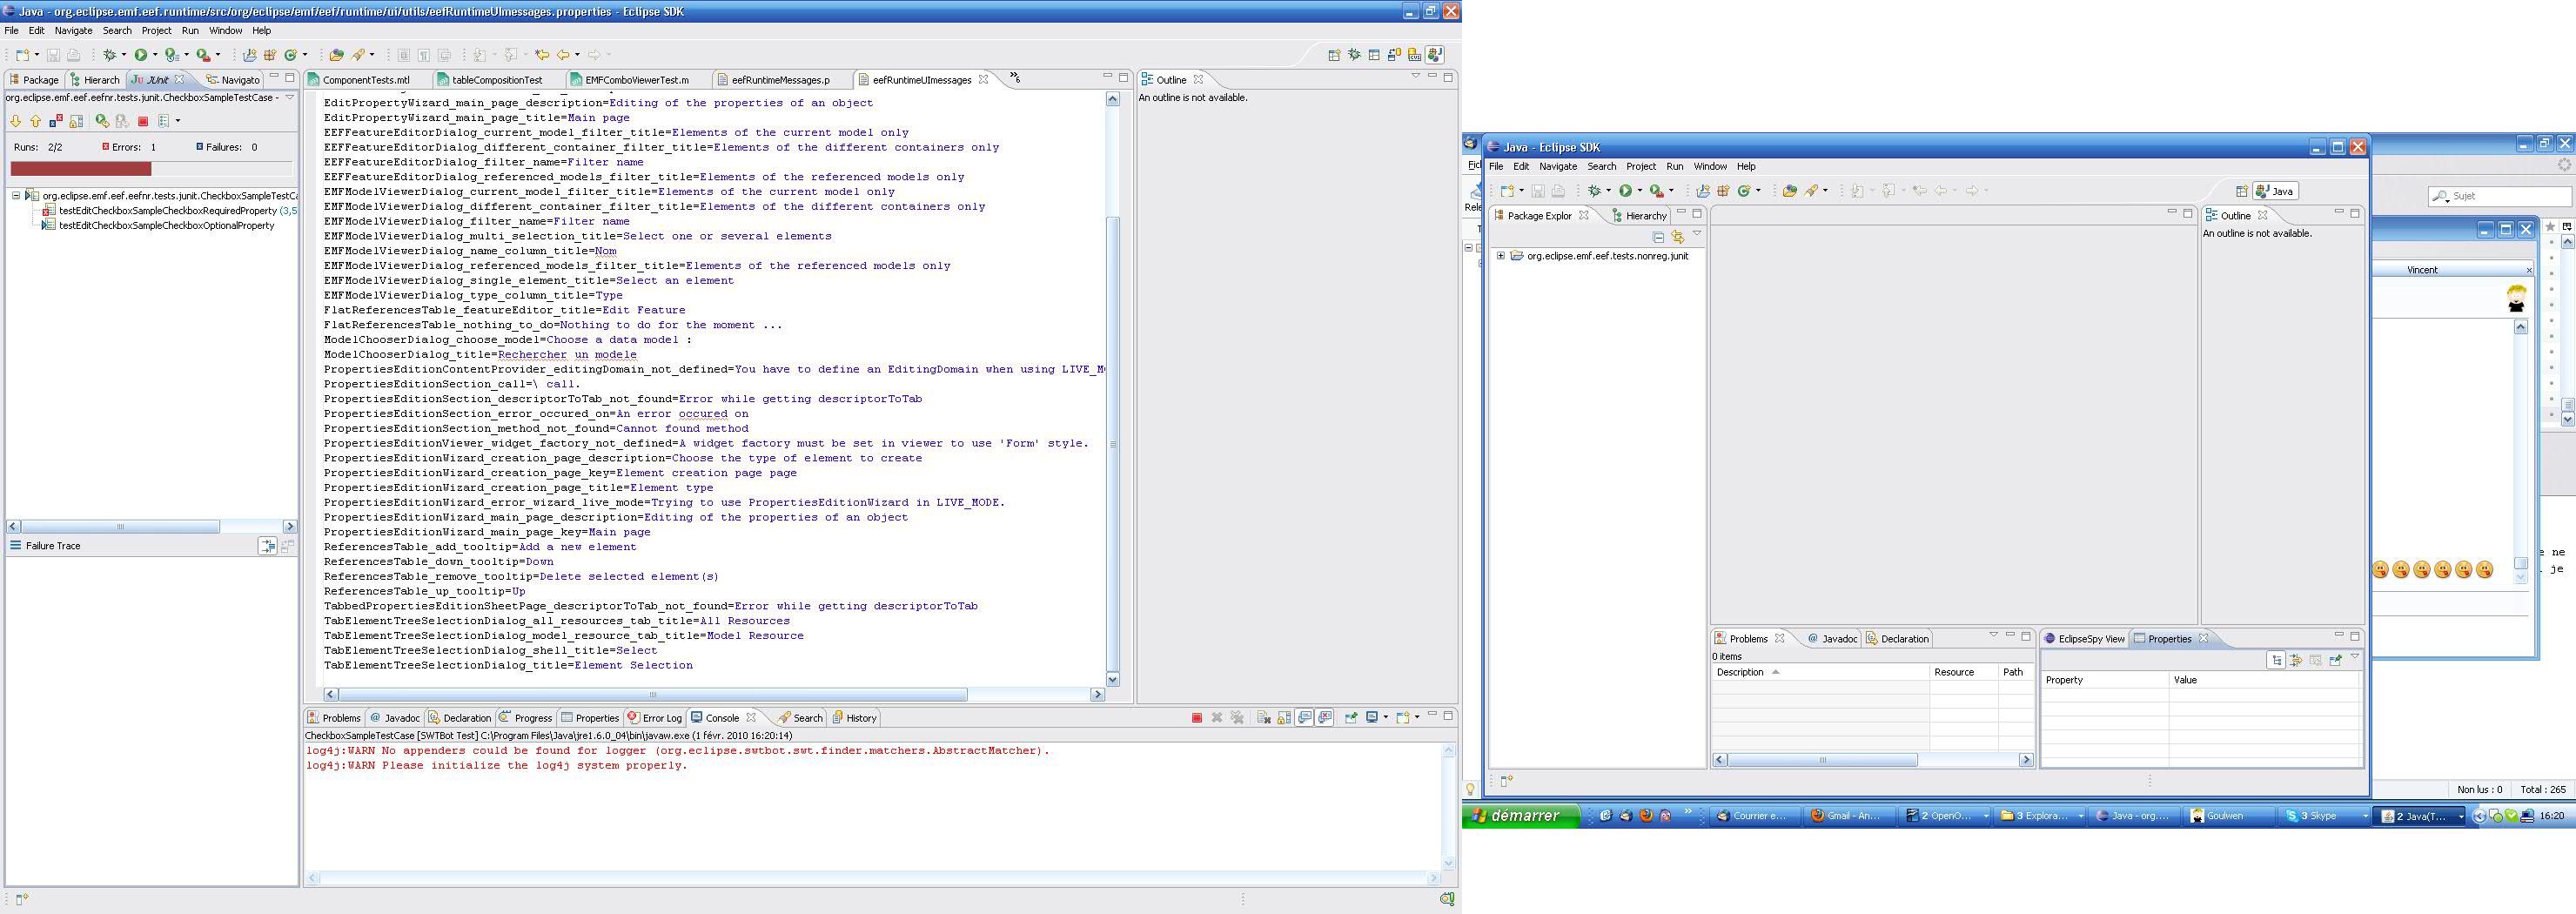 Java - org.eclipse.emf.eef.runtime/src/org/eclipse/emf/eef/runtime/ui/utils/eefRuntimeUImessages.properties - Eclipse SDK
File Edit Navigate Search Project Run Window Help
Package Hierarch JUnit Navigato
org.eclipse.emf.eef.eefnr.tests.junit.CheckboxSampleTestCase -
Runs: 2/2 Errors: 1 Failures: 0
org.eclipse.emf.eef.eefnr.tests.junit.CheckboxSampleTestCa
testEditCheckboxSampleCheckboxRequiredProperty (3,5
testEditCheckboxSampleCheckboxOptionalProperty
Failure Trace
ComponentTests.mtl tableCompositionTest EMFComboViewerTest.m eefRuntimeMessages.p eefRuntimeUImessages »6
EditPropertyWizard_main_page_description=Editing of the properties of an object
EditPropertyWizard_main_page_title=Main page
EEFFeatureEditorDialog_current_model_filter_title=Elements of the current model only
EEFFeatureEditorDialog_different_container_filter_title=Elements of the different containers only
EEFFeatureEditorDialog_filter_name=Filter name
EEFFeatureEditorDialog_referenced_models_filter_title=Elements of the referenced models only
EMFModelViewerDialog_current_model_filter_title=Elements of the current model only
EMFModelViewerDialog_different_container_filter_title=Elements of the different containers only
EMFModelViewerDialog_filter_name=Filter name
EMFModelViewerDialog_multi_selection_title=Select one or several elements
EMFModelViewerDialog_name_column_title=Nom
EMFModelViewerDialog_referenced_models_filter_title=Elements of the referenced models only
EMFModelViewerDialog_single_element_title=Select an element
EMFModelViewerDialog_type_column_title=Type
FlatReferencesTable_featureEditor_title=Edit Feature
FlatReferencesTable_nothing_to_do=Nothing to do for the moment ...
ModelChooserDialog_choose_model=Choose a data model :
ModelChooserDialog_title=Rechercher un modele
PropertiesEditionContentProvider_editingDomain_not_defined=You have to define an EditingDomain when using LIVE_M
PropertiesEditionSection_call=\ call.
PropertiesEditionSection_descriptorToTab_not_found=Error while getting descriptorToTab
PropertiesEditionSection_error_occured_on=An error occured on
PropertiesEditionSection_method_not_found=Cannot found method
PropertiesEditionViewer_widget_factory_not_defined=A widget factory must be set in viewer to use 'Form' style.
PropertiesEditionWizard_creation_page_description=Choose the type of element to create
PropertiesEditionWizard_creation_page_key=Element creation page page
PropertiesEditionWizard_creation_page_title=Element type
PropertiesEditionWizard_error_wizard_live_mode=Trying to use PropertiesEditionWizard in LIVE_MODE.
PropertiesEditionWizard_main_page_description=Editing of the properties of an object
PropertiesEditionWizard_main_page_key=Main page
ReferencesTable_add_tooltip=Add a new element
ReferencesTable_down_tooltip=Down
ReferencesTable_remove_tooltip=Delete selected element(s)
ReferencesTable_up_tooltip=Up
TabbedPropertiesEditionSheetPage_descriptorToTab_not_found=Error while getting descriptorToTab
TabElementTreeSelectionDialog_all_resources_tab_title=All Resources
TabElementTreeSelectionDialog_model_resource_tab_title=Model Resource
TabElementTreeSelectionDialog_shell_title=Select
TabElementTreeSelectionDialog_title=Element Selection
Outline
An outline is not available.
Problems Javadoc Declaration Progress Properties Error Log Console Search History
CheckboxSampleTestCase [SWTBot Test] C:\Program Files\Java\jre1.6.0_04\bin\javaw.exe (1 févr. 2010 16:20:14)
log4j:WARN No appenders could be found for logger (org.eclipse.swtbot.swt.finder.matchers.AbstractMatcher).
log4j:WARN Please initialize the log4j system properly.
Java - Eclipse SDK
File Edit Navigate Search Project Run Window Help
Java
Package Explor Hierarchy
org.eclipse.emf.eef.tests.nonreg.junit
Outline
An outline is not available.
Problems Javadoc Declaration
0 items
Description Resource Path
EclipseSpy View Properties
Property Value
Fic
Rele
Sujet
Vincent
e ne
je
Non lus : 0 Total : 265
démarrer Courrier e... Gmail - An... 2 OpenO... 3 Explora... Java - org.... Goulwen 3 Skype 2 Java(T... 16:20